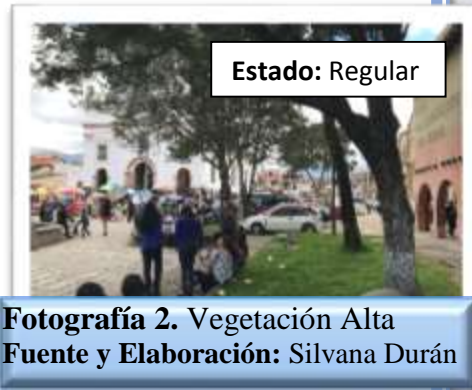 Estado: Regular
Fotografía 2. Vegetación Alta
Fuente y Elaboración: Silvana Durán